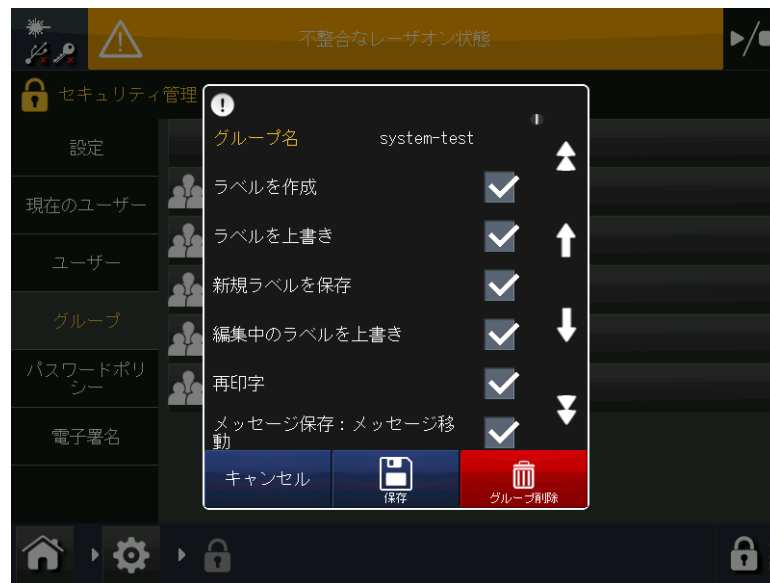 不整合なレーザオン状態
セキュリティ管理
設定
現在のユーザー
ユーザー
グループ
パスワードポリ
シー
電子署名
グループ名 system-test
ラベルを作成
ラベルを上書き
新規ラベルを保存
編集中のラベルを上書き
再印字
メッセージ保存：メッセージ移
動
キャンセル
保存
グループ削除